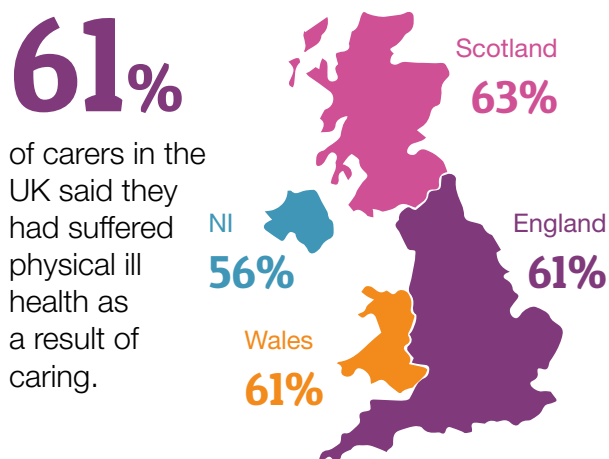 61%
of carers in the
UK said they
had suffered
physical ill
health as
a result of
caring.
Scotland
63%
NI
56%
England
61%
Wales
61%